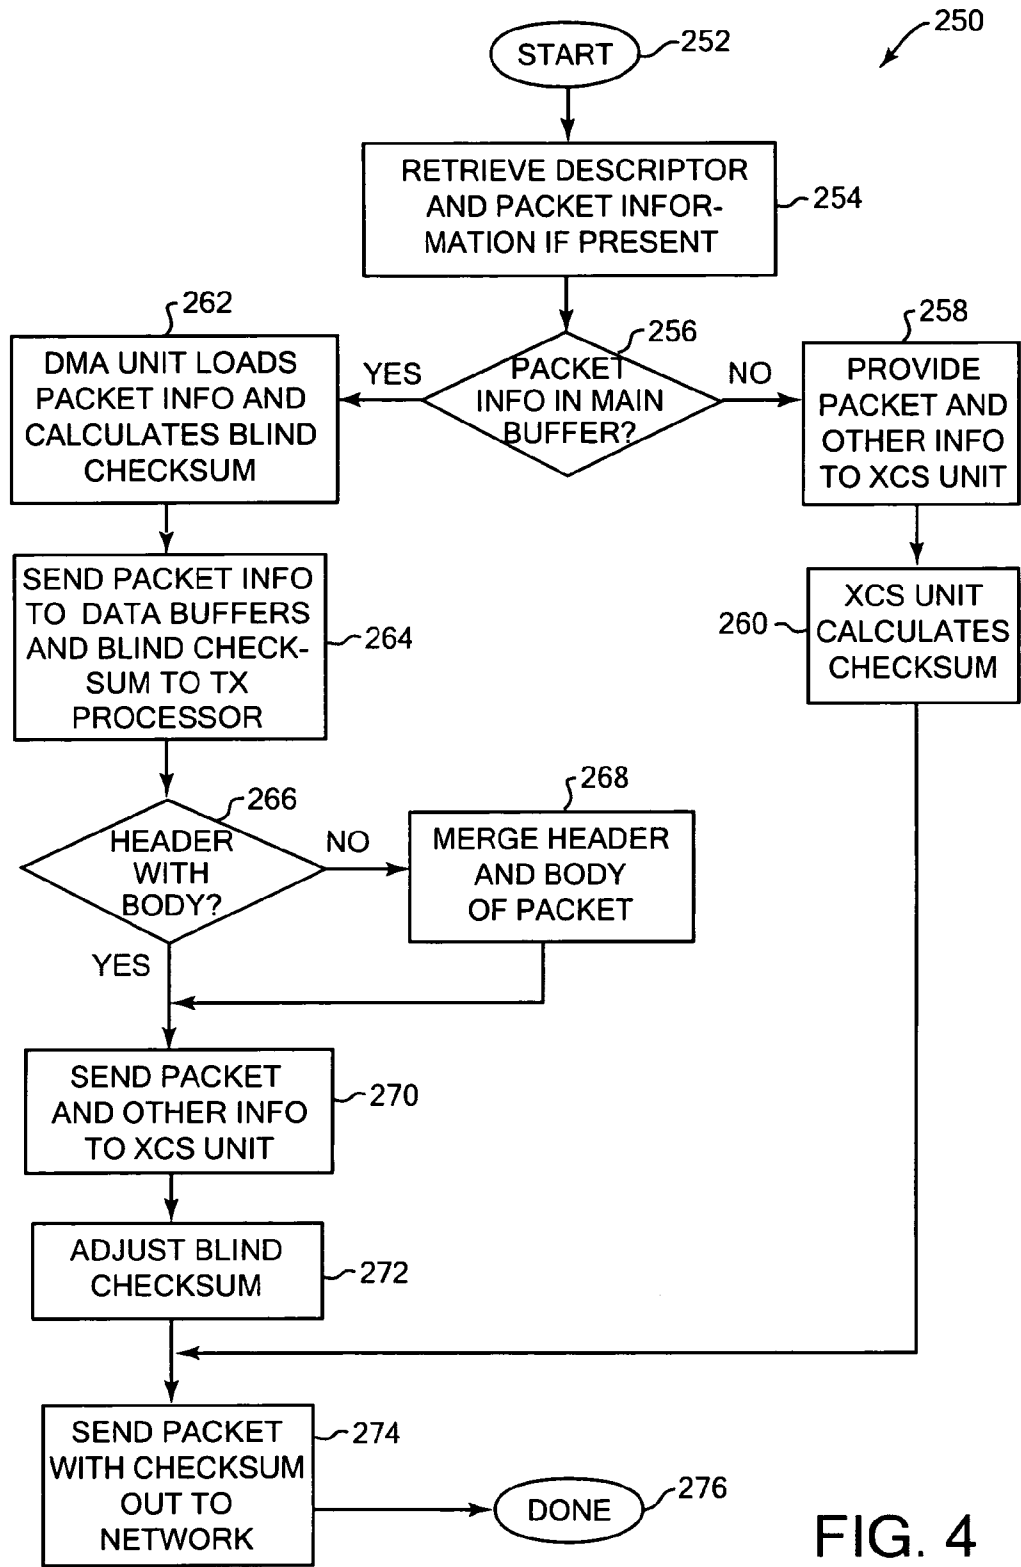 250
START
252
RETRIEVE DESCRIPTOR
AND PACKET INFOR-
MATION IF PRESENT
254
262
DMA UNIT LOADS
PACKET INFO AND
CALCULATES BLIND
CHECKSUM
YES
256
PACKET
INFO IN MAIN
BUFFER?
NO
258
PROVIDE
PACKET AND
OTHER INFO
TO XCS UNIT
SEND PACKET INFO
TO DATA BUFFERS
AND BLIND CHECK-
SUM TO TX
PROCESSOR
264
260
XCS UNIT
CALCULATES
CHECKSUM
266
HEADER
WITH
BODY?
NO
YES
268
MERGE HEADER
AND BODY
OF PACKET
SEND PACKET
AND OTHER INFO
TO XCS UNIT
270
ADJUST BLIND
CHECKSUM
272
SEND PACKET
WITH CHECKSUM
OUT TO
NETWORK
274
DONE
276
FIG. 4